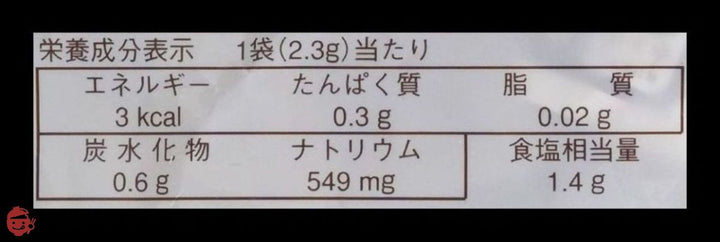 栄養成分表示 1袋(2.3g)当たり
エネルギー たんぱく質 脂質
3 kcal 0.3 g 0.02 g
炭水化物 ナトリウム 食塩相当量
0.6 g 549 mg 1.4 g